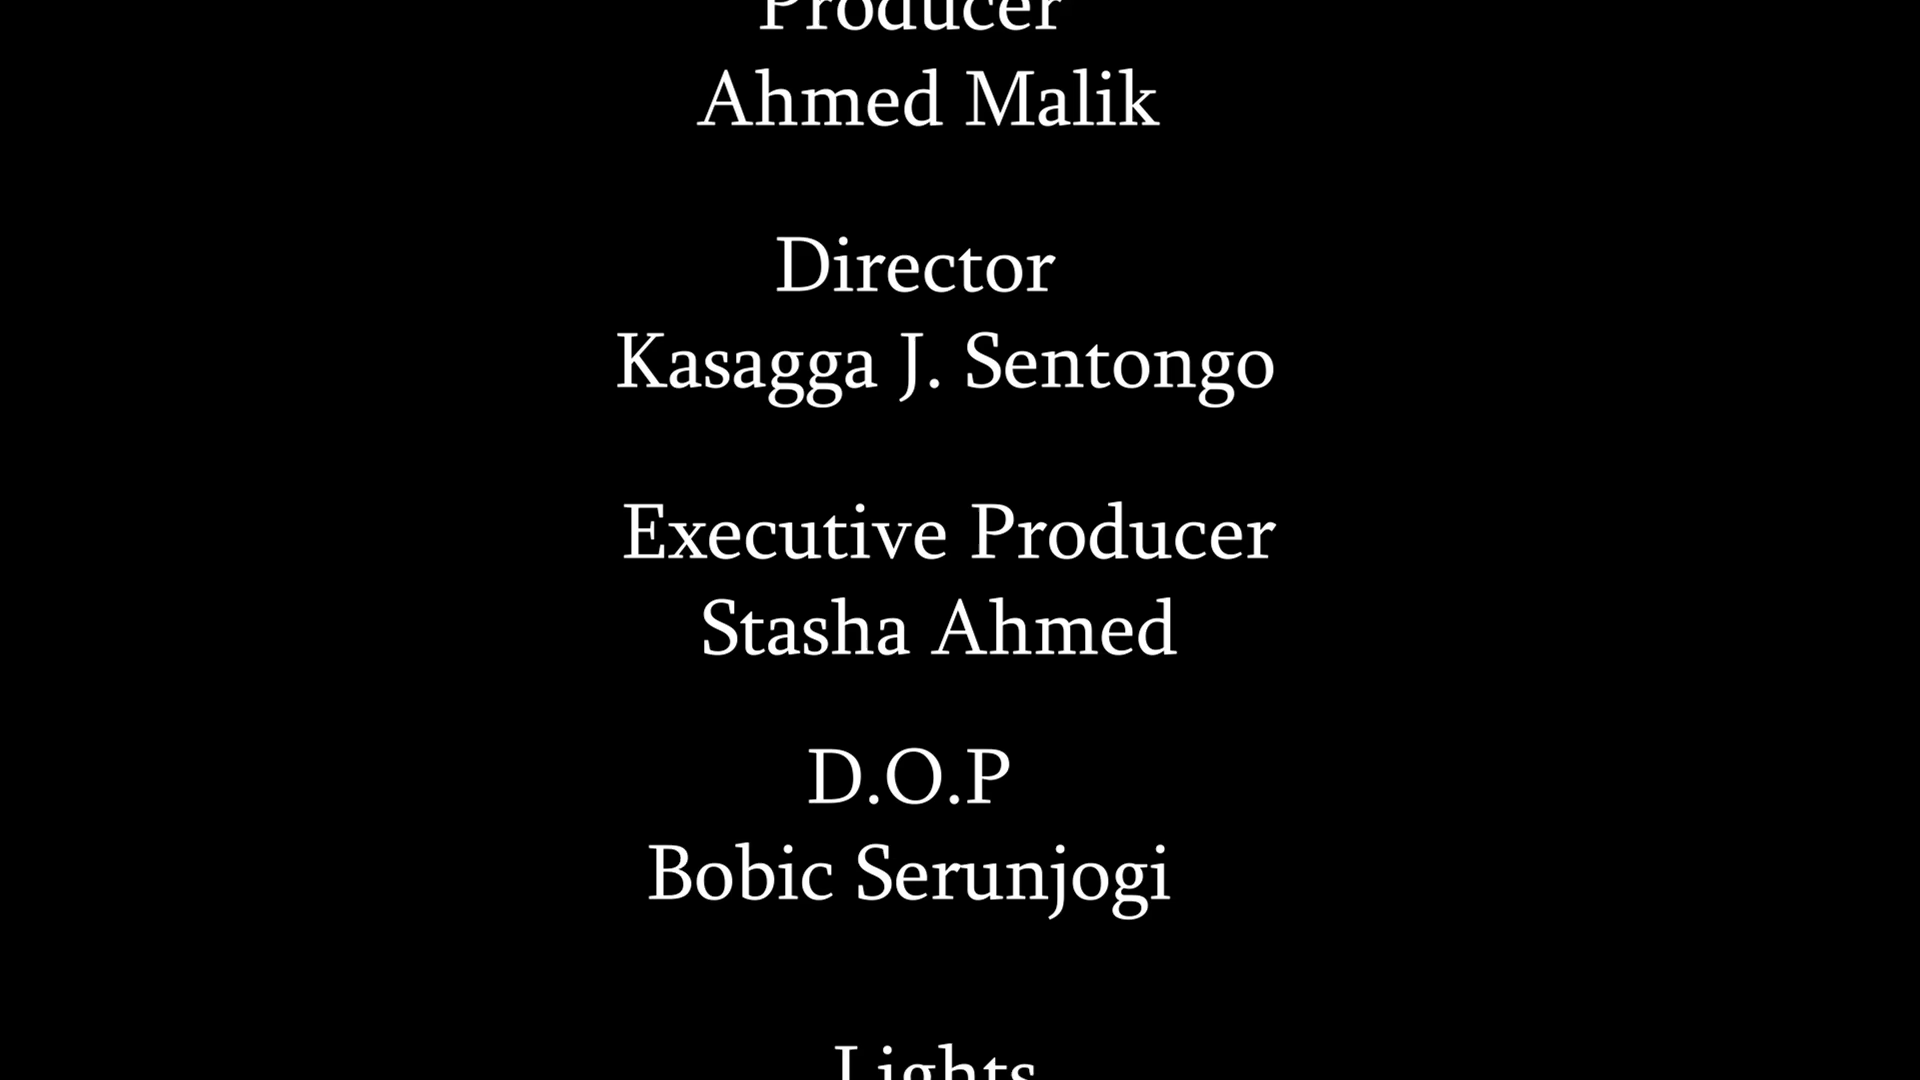 Producer
Ahmed Malik
Director
Kasagga J. Sentongo
Executive Producer
Stasha Ahmed
D.O.P
Bobic Serunjogi
Lights